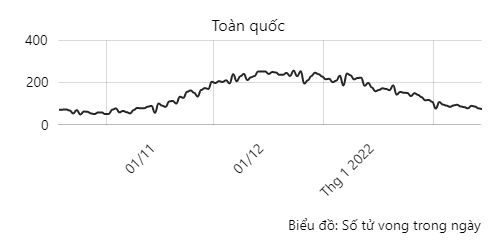 Toàn quốc
400
200
0
01/11
01/12
Thg 1 2022
Biểu đồ: Số tử vong trong ngày